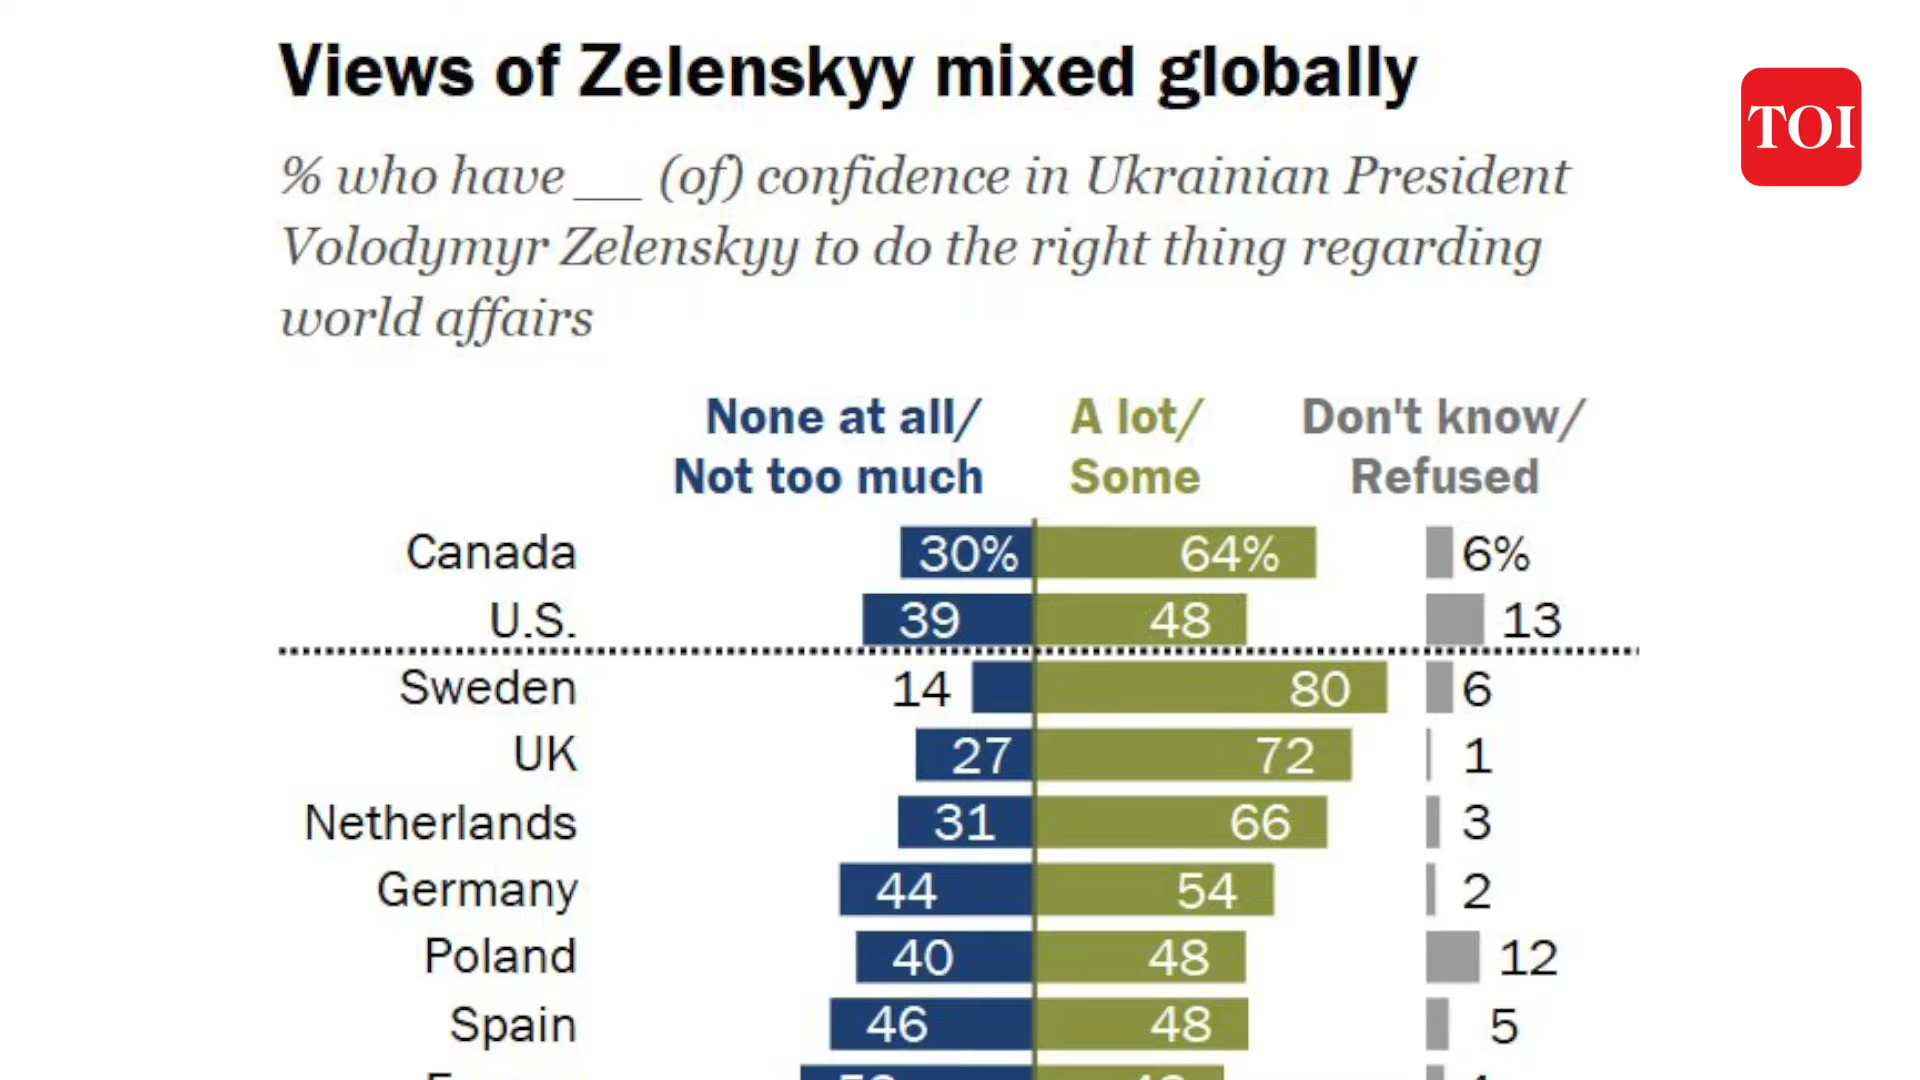 Views of Zelenskyy mixed globally
TOI
% who have __ (of) confidence in Ukrainian President
Volodymyr Zelenskyy to do the right thing regarding
world affairs
None at all/ A lot/ Don't know/
Not too much Some Refused
Canada 30% 64% 6%
U.S. 39 48 13
Sweden 14 80 6
UK 27 72 1
Netherlands 31 66 3
Germany 44 54 2
Poland 40 48 12
Spain 46 48 5